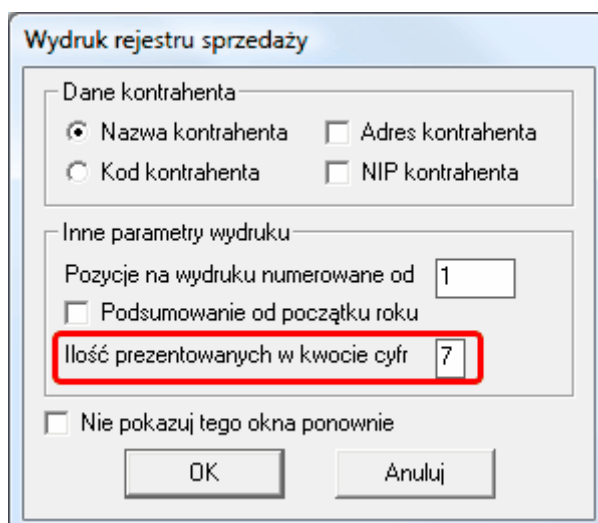 Wydruk rejestru sprzedaży
Dane kontrahenta
Nazwa kontrahenta Adres kontrahenta
Kod kontrahenta NIP kontrahenta
Inne parametry wydruku
Pozycje na wydruku numerowane od 1
Podsumowanie od początku roku
Ilość prezentowanych w kwocie cyfr 7
Nie pokazuj tego okna ponownie
OK Anuluj